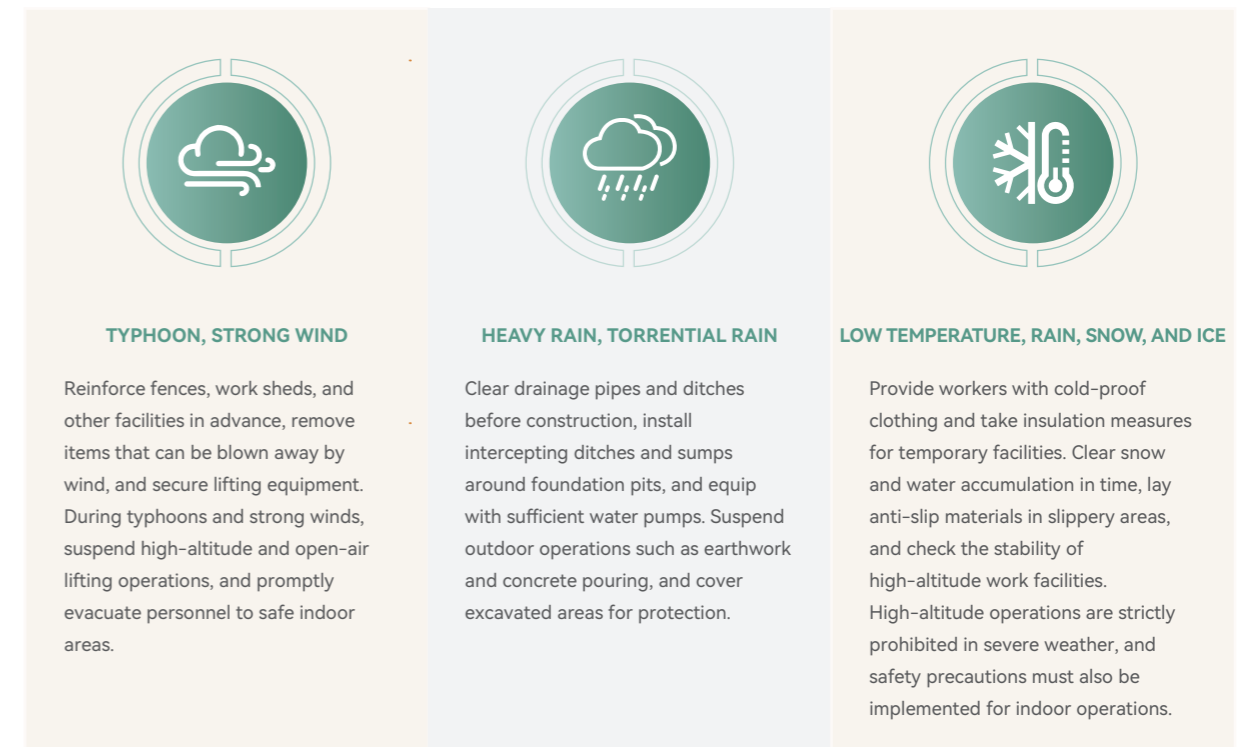 TYPHOON, STRONG WIND
Reinforce fences, work sheds, and
other facilities in advance, remove
items that can be blown away by
wind, and secure lifting equipment.
During typhoons and strong winds,
suspend high-altitude and open-air
lifting operations, and promptly
evacuate personnel to safe indoor
areas.
HEAVY RAIN, TORRENTIAL RAIN
Clear drainage pipes and ditches
before construction, install
intercepting ditches and sumps
around foundation pits, and equip
with sufficient water pumps. Suspend
outdoor operations such as earthwork
and concrete pouring, and cover
excavated areas for protection.
LOW TEMPERATURE, RAIN, SNOW, AND ICE
Provide workers with cold-proof
clothing and take insulation measures
for temporary facilities. Clear snow
and water accumulation in time, lay
anti-slip materials in slippery areas,
and check the stability of
high-altitude work facilities.
High-altitude operations are strictly
prohibited in severe weather, and
safety precautions must also be
implemented for indoor operations.